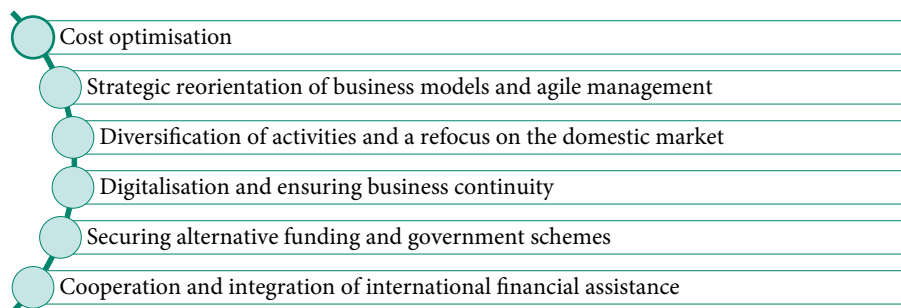 Cost optimisation
Strategic reorientation of business models and agile management
Diversification of activities and a refocus on the domestic market
Digitalisation and ensuring business continuity
Securing alternative funding and government schemes
Cooperation and integration of international financial assistance